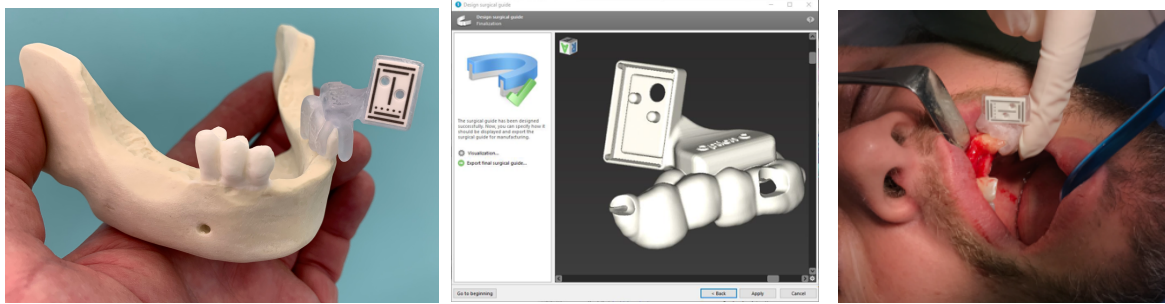 Design surgical guide
Design surgical guide
Finalization
The surgical guide has been designed
successfully. Now, you can specify how it
should be displayed and export the
surgical guide for manufacturing.
Visualization...
Export final surgical guide...
Go to beginning
< Back
Apply
Cancel